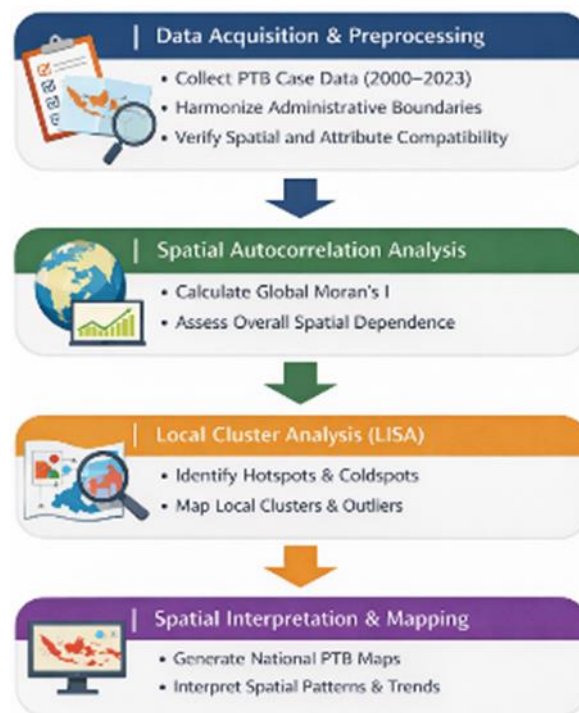 Data Acquisition & Preprocessing
• Collect PTB Case Data (2000–2023)
• Harmonize Administrative Boundaries
• Verify Spatial and Attribute Compatibility
Spatial Autocorrelation Analysis
• Calculate Global Moran's I
• Assess Overall Spatial Dependence
Local Cluster Analysis (LISA)
• Identify Hotspots & Coldspots
• Map Local Clusters & Outliers
Spatial Interpretation & Mapping
• Generate National PTB Maps
• Interpret Spatial Patterns & Trends